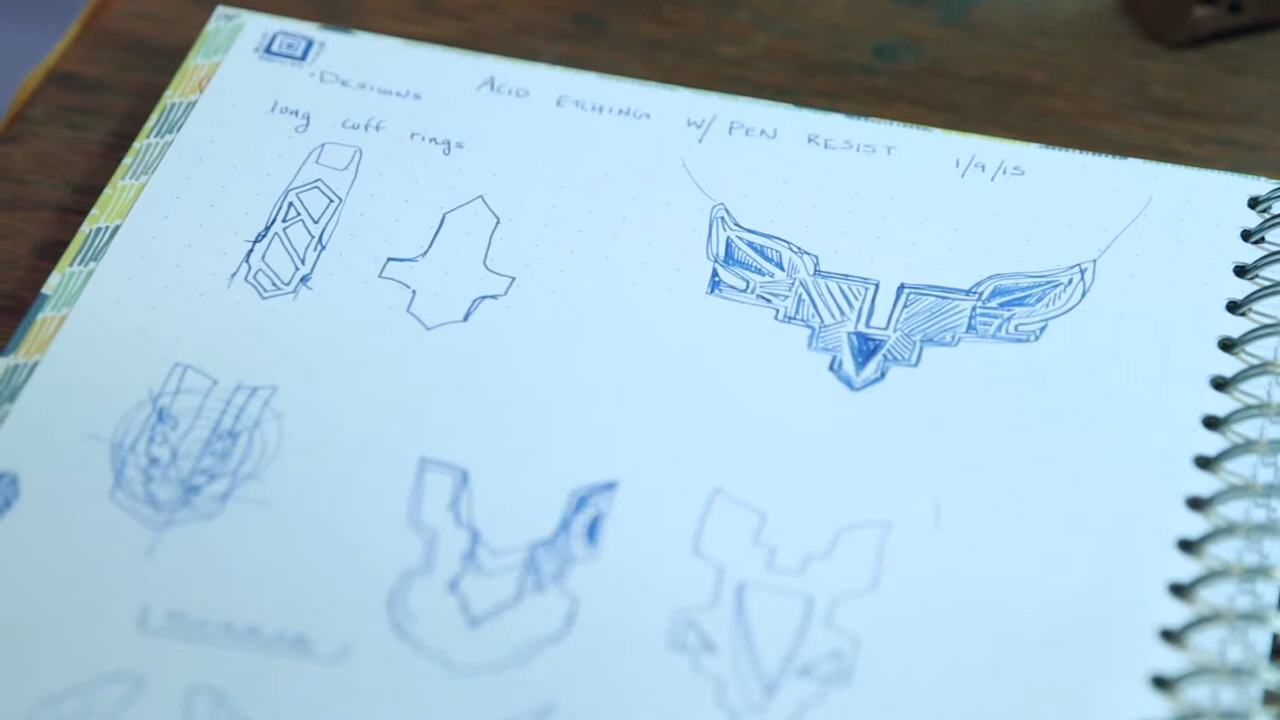 • DESIGNS ACID ETCHING W/ PEN RESIST 1/9/15
long cuff rings